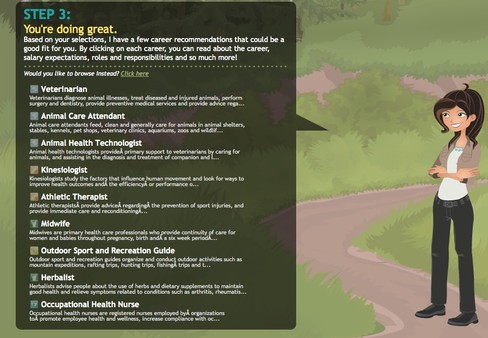 STEP 3:
You're doing great.
Based on your selections, I have a few career recommendations that could be a
good fit for you. By clicking on each career, you can read about the career,
salary expectations, roles and responsibilities and so much more!
Would you like to browse instead? Click here
Veterinarian
Veterinarians diagnose animal illnesses, treat diseased and injured animals, perform
surgery and dentistry, provide preventive medical services and provide advice rega...
Animal Care Attendant
Animal care attendants feed, clean and generally care for animals in animal shelters,
stables, kennels, pet shops, veterinary clinics, aquariums, zoos and wildlif...
Animal Health Technologist
Animal health technologists provideÂ primary support to veterinarians by caring for
animals, and assisting in the diagnosis and treatment of companion and l...
Kinesiologist
Kinesiologists study the factors that influence human movement and look for ways to
improve health outcomes andÂ the efficiencyÂ or performance o...
Athletic Therapist
Athletic therapistsÂ provide adviceÂ regardingÂ the prevention of sport injuries, and
provide immediate care and reconditioningÂ...
Midwife
Midwives are primary health care professionals who provide continuity of care for
women and babies throughout pregnancy, birth andÂ a six week periodÂ...
Outdoor Sport and Recreation Guide
Outdoor sport and recreation guides organize and conduct outdoor activities such as
mountain expeditions, rafting trips, hunting trips, fishingÂ trips and t...
Herbalist
Herbalists advise people about the use of herbs and dietary supplements to maintain
good health and relieve symptoms related to conditions such as arthritis, rheumatis...
Occupational Health Nurse
Occupational health nurses are registered nurses employed byÂ organizations
toÂ promote employee health and wellness, increase compliance with oc...